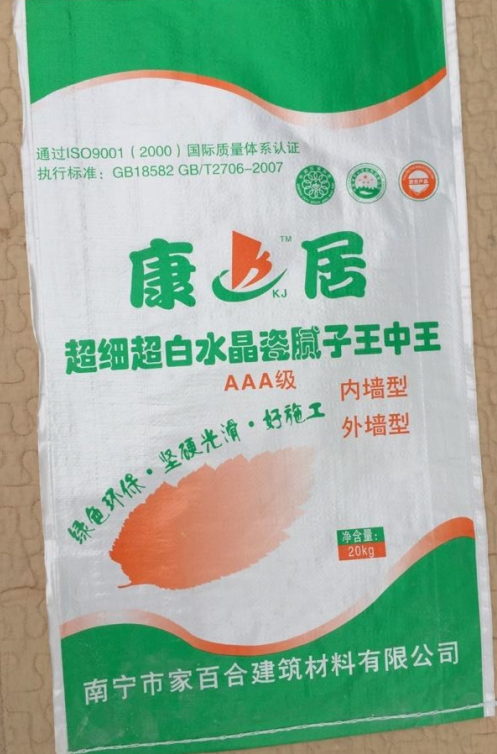 通过ISO9001（2000）国际质量体系认证
执行标准：GB18582 GB/T2706-2007
康 TM KJ 居
超细超白水晶瓷腻子王中王
AAA级
内墙型
外墙型
绿色环保·坚硬光滑·好施工
净含量：
20kg
南宁市家百合建筑材料有限公司